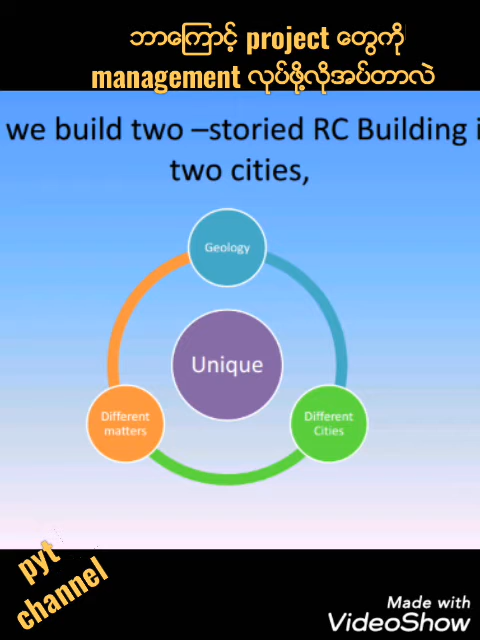 ဘာကြောင့် project တွေကို
management လုပ်ဖို့လိုအပ်တာလဲ
we build two –storied RC Building i
two cities,
Geology
Unique
Different
matters
Different
Cities
pyt
channel
Made with
VideoShow